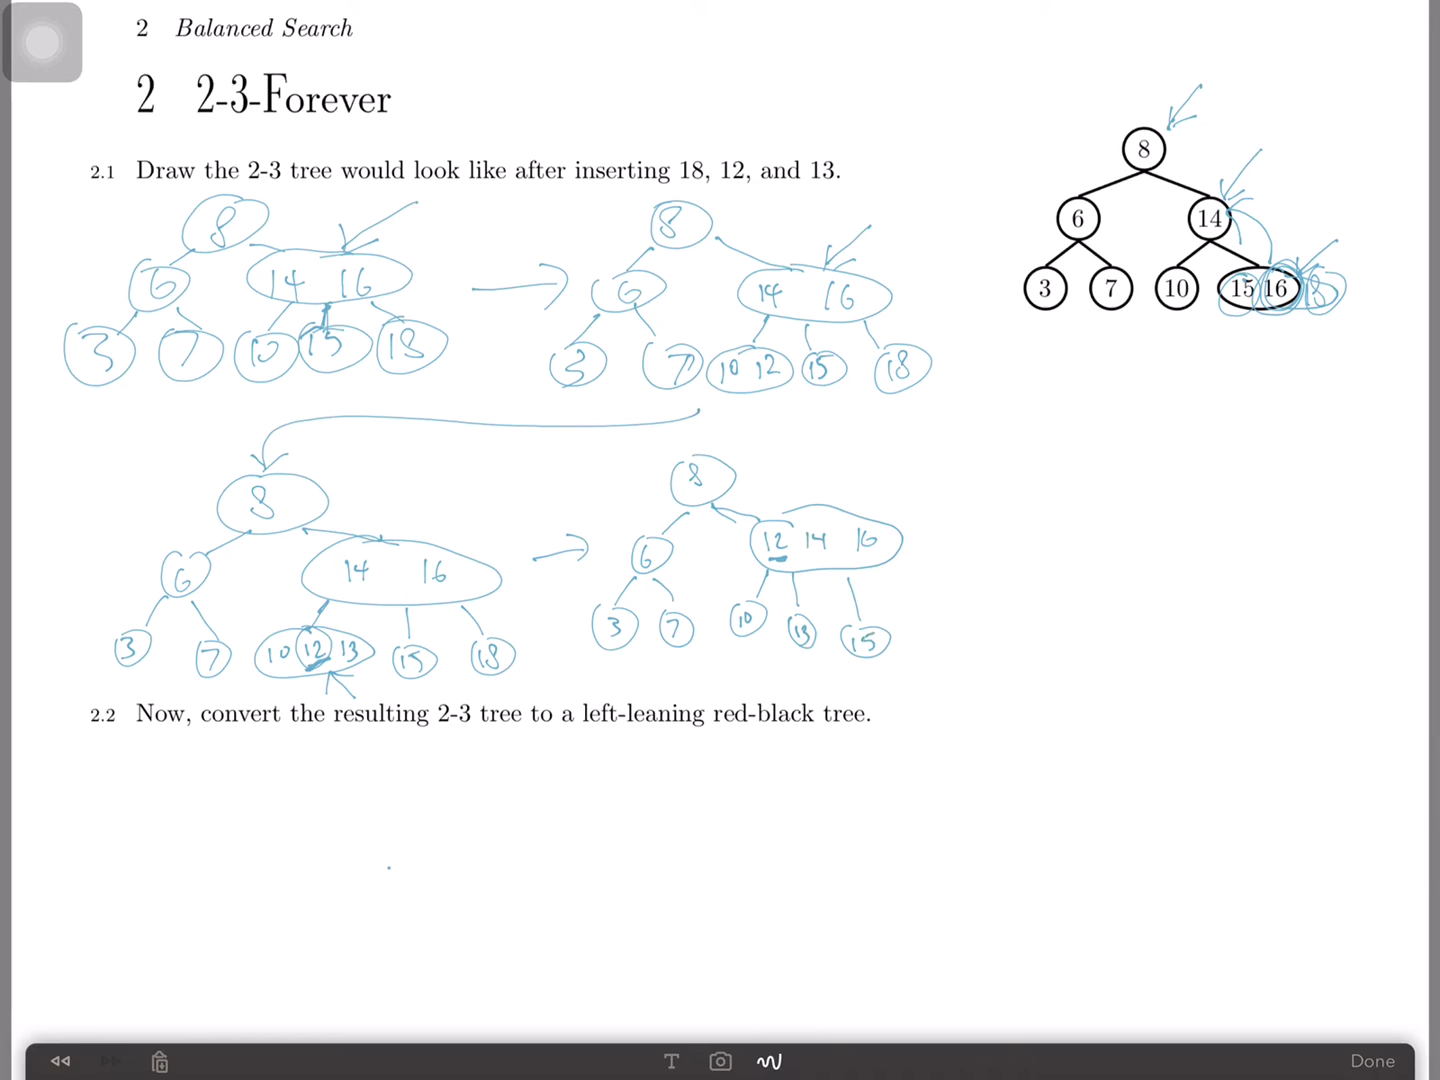 2 Balanced Search
2 2-3-Forever
2.1 Draw the 2-3 tree would look like after inserting 18, 12, and 13.
8
6 14
3 7 10 15 16 18
8
6 14 16
3 7 10 15 18
8
6 14 16
3 7 10 12 15 18
8
6 14 16
3 7 10 12 13 15 18
8
6 12 14 16
3 7 10 13 15
2.2 Now, convert the resulting 2-3 tree to a left-leaning red-black tree.
T
Done